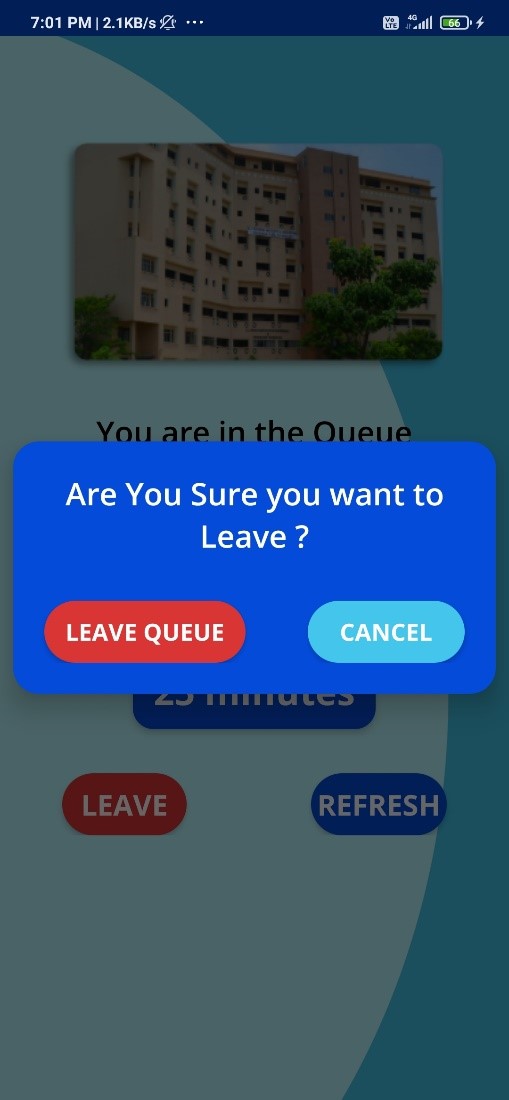 7:01 PM | 2.1KB/s
Vo LTE 4G 66
You are in the Queue
Are You Sure you want to
Leave ?
LEAVE QUEUE CANCEL
25 minutes
LEAVE REFRESH